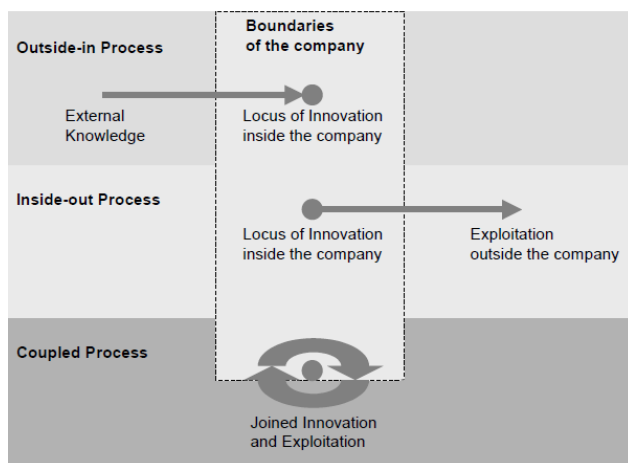 Boundaries
of the company
Outside-in Process
External
Knowledge
Locus of Innovation
inside the company
Inside-out Process
Locus of Innovation
inside the company
Exploitation
outside the company
Coupled Process
Joined Innovation
and Exploitation